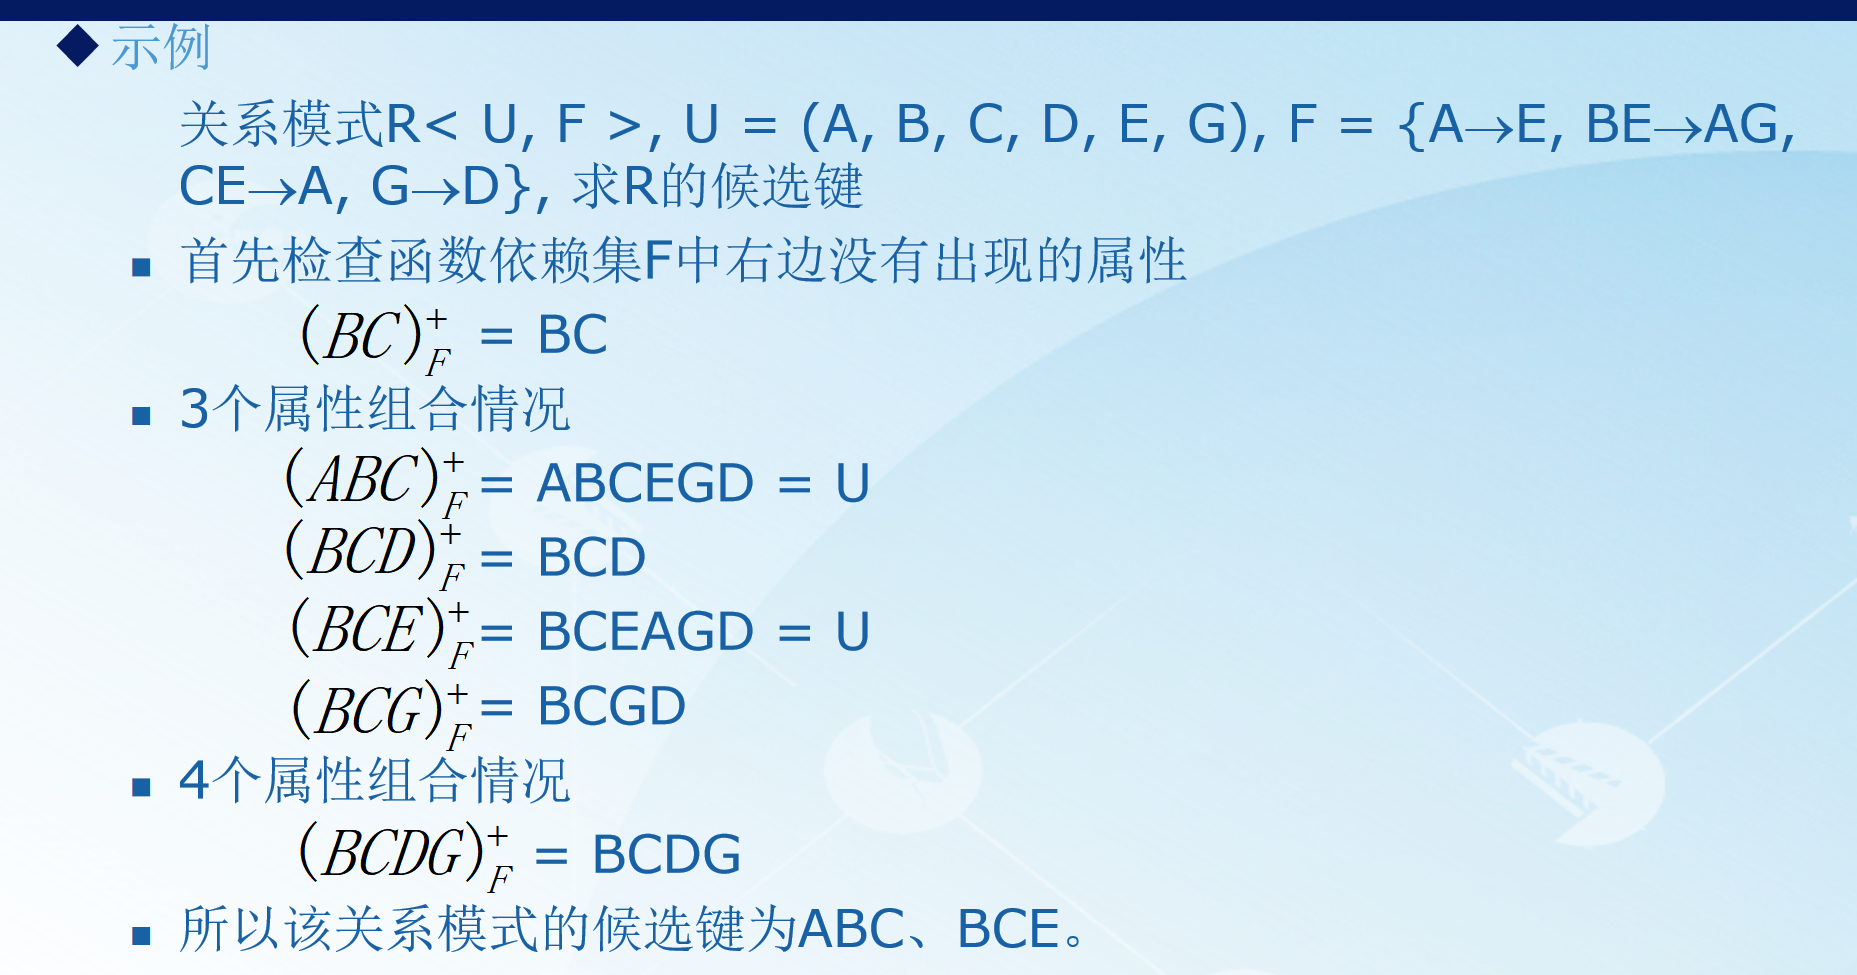 ◆ 示例
关系模式R< U, F >, U = (A, B, C, D, E, G), F = {A→E, BE→AG,
CE→A, G→D}, 求R的候选键
■ 首先检查函数依赖集F中右边没有出现的属性
(BC)⁺_F = BC
■ 3个属性组合情况
(ABC)⁺_F = ABCEGD = U
(BCD)⁺_F = BCD
(BCE)⁺_F = BCEAGD = U
(BCG)⁺_F = BCGD
■ 4个属性组合情况
(BCDG)⁺_F = BCDG
■ 所以该关系模式的候选键为ABC、BCE。